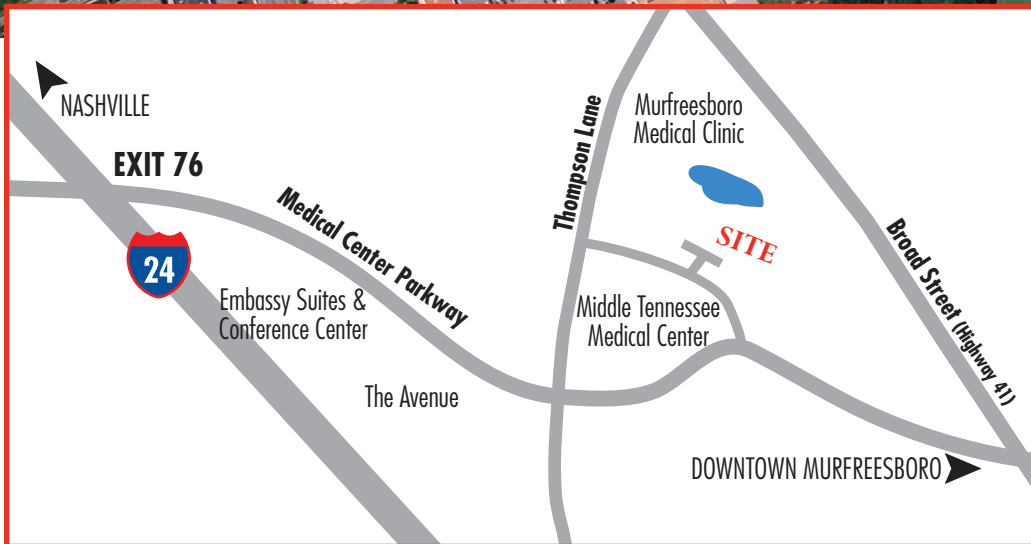 NASHVILLE
EXIT 76
24
Medical Center Parkway
Embassy Suites &
Conference Center
The Avenue
Thompson Lane
Murfreesboro
Medical Clinic
SITE
Middle Tennessee
Medical Center
Broad Street (Highway 41)
DOWNTOWN MURFREESBORO